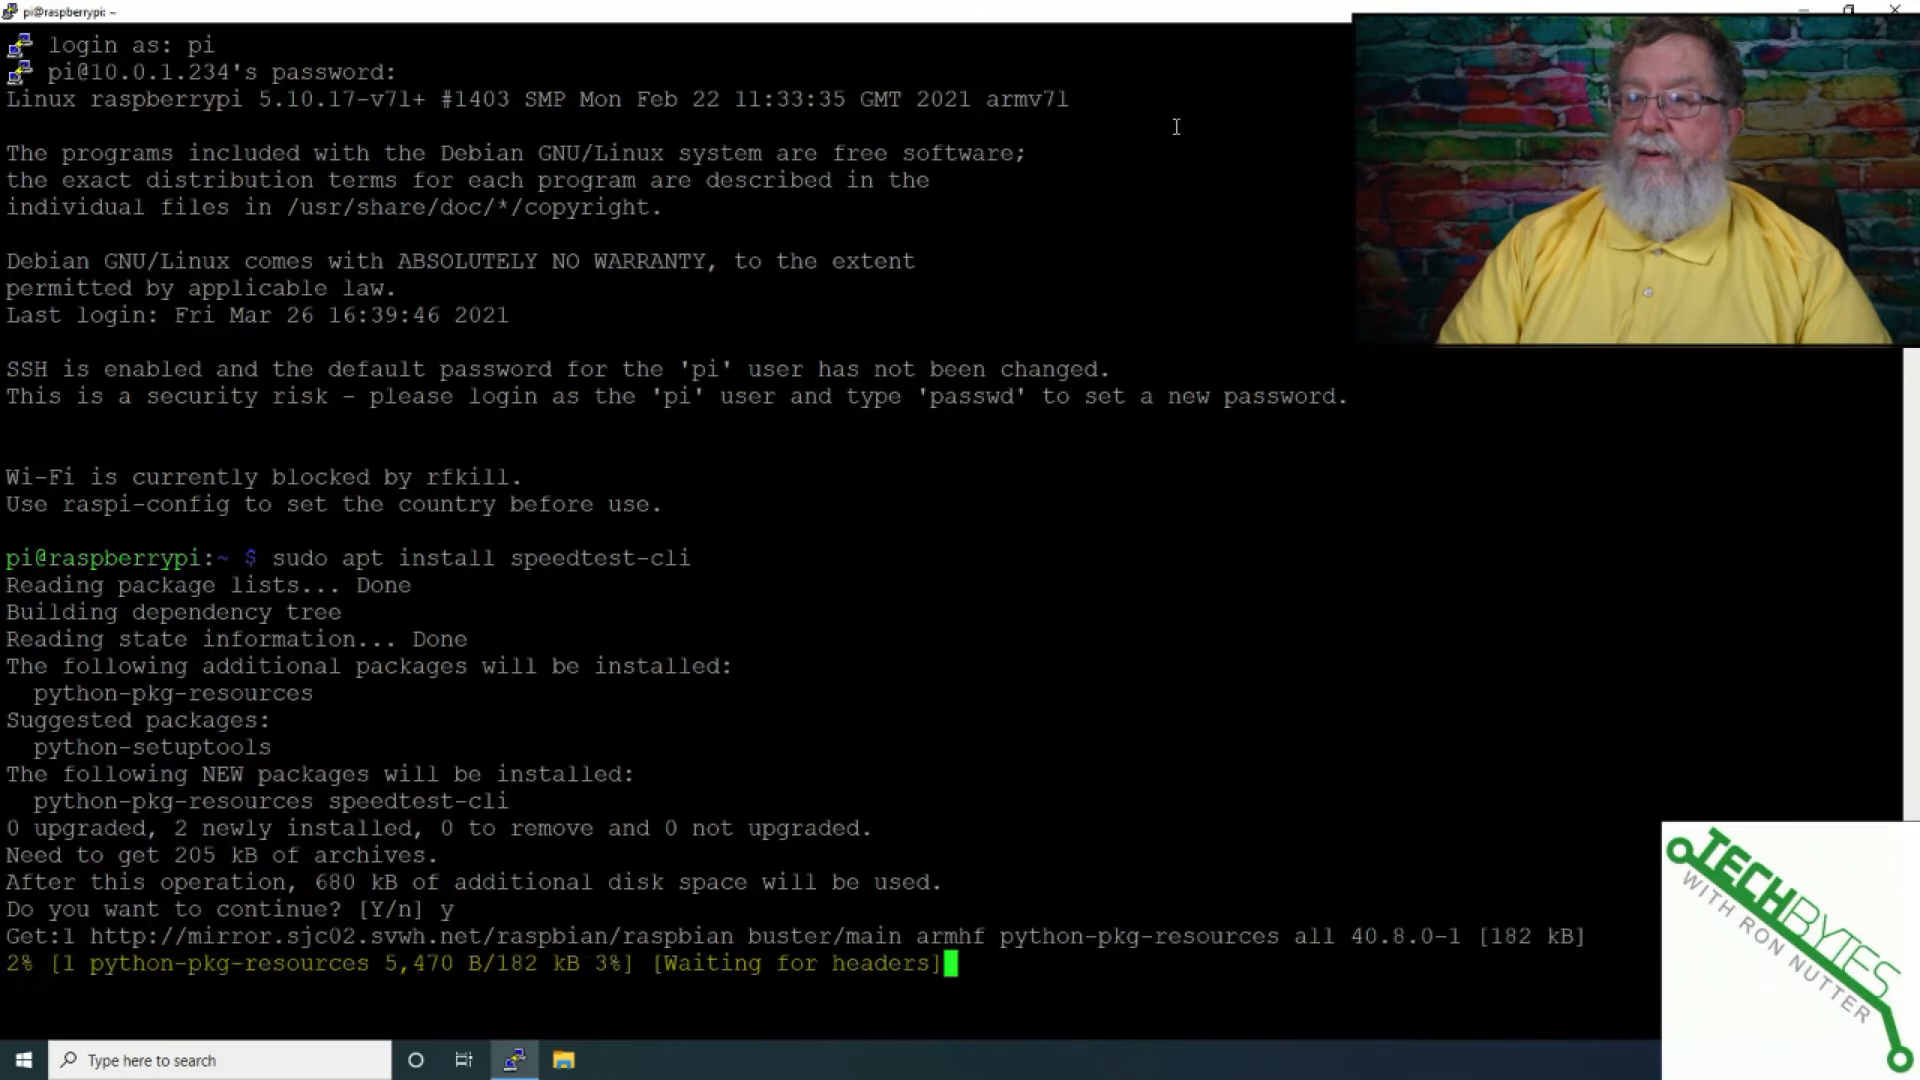 pi@raspberrypi: ~
login as: pi
pi@10.0.1.234's password:
Linux raspberrypi 5.10.17-v7l+ #1403 SMP Mon Feb 22 11:33:35 GMT 2021 armv7l
The programs included with the Debian GNU/Linux system are free software;
the exact distribution terms for each program are described in the
individual files in /usr/share/doc/*/copyright.
Debian GNU/Linux comes with ABSOLUTELY NO WARRANTY, to the extent
permitted by applicable law.
Last login: Fri Mar 26 16:39:46 2021
SSH is enabled and the default password for the 'pi' user has not been changed.
This is a security risk - please login as the 'pi' user and type 'passwd' to set a new password.
Wi-Fi is currently blocked by rfkill.
Use raspi-config to set the country before use.
pi@raspberrypi:~ $ sudo apt install speedtest-cli
Reading package lists... Done
Building dependency tree
Reading state information... Done
The following additional packages will be installed:
python-pkg-resources
Suggested packages:
python-setuptools
The following NEW packages will be installed:
python-pkg-resources speedtest-cli
0 upgraded, 2 newly installed, 0 to remove and 0 not upgraded.
Need to get 205 kB of archives.
After this operation, 680 kB of additional disk space will be used.
Do you want to continue? [Y/n] y
Get:1 http://mirror.sjc02.svwh.net/raspbian/raspbian buster/main armhf python-pkg-resources all 40.8.0-1 [182 kB]
2% [1 python-pkg-resources 5,470 B/182 kB 3%] [Waiting for headers]
TECHBYTES
WITH RON NUTTER
Type here to search